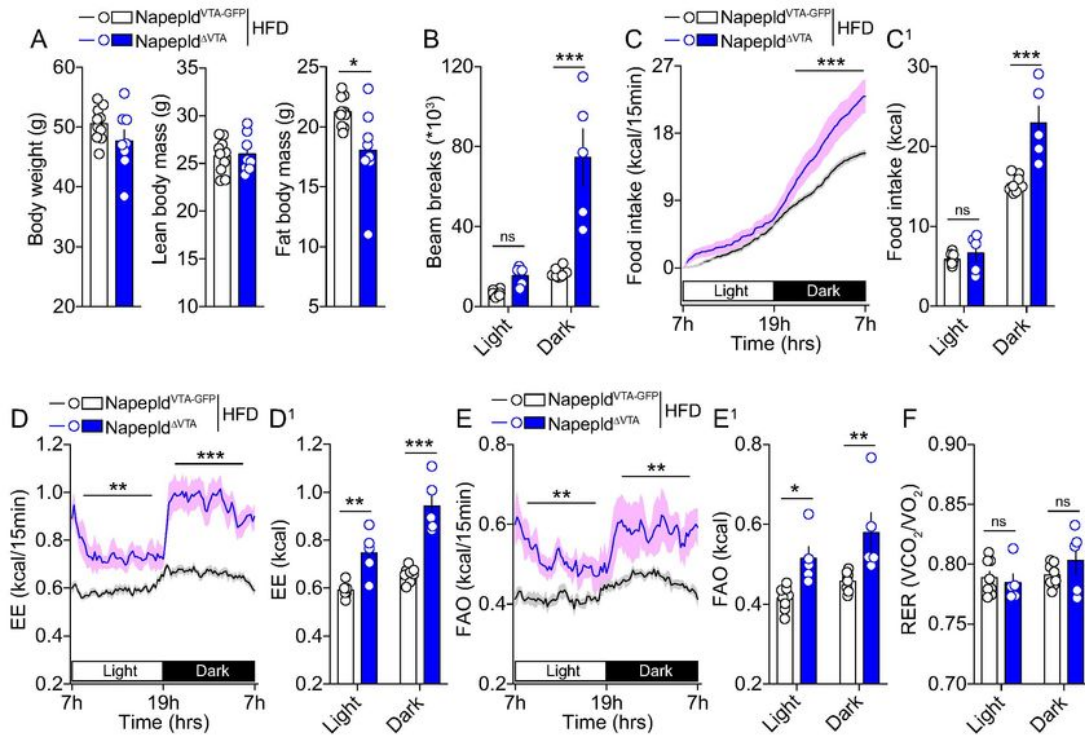 Napepld^VTA-GFP
Napepld^ΔVTA
HFD
A
Body weight (g)
60
50
40
30
20
Lean body mass (g)
35
30
25
20
15
10
Fat body mass (g)
25
20
15
10
5
*
B
Beam breaks (*10³)
120
80
40
0
ns
***
Light
Dark
C
Food intake (kcal/15min)
27
18
9
0
***
Light
Dark
7h
19h
7h
Time (hrs)
C¹
Food intake (kcal)
40
30
20
10
0
ns
***
Light
Dark
Napepld^VTA-GFP
Napepld^ΔVTA
HFD
D
EE (kcal/15min)
1.2
1.0
0.8
0.6
0.4
0.2
**
***
Light
Dark
7h
19h
7h
Time (hrs)
D¹
EE (kcal)
1.2
1.0
0.8
0.6
0.4
0.2
**
***
Light
Dark
Napepld^VTA-GFP
Napepld^ΔVTA
HFD
E
FAO (kcal/15min)
0.8
0.6
0.4
0.2
**
**
Light
Dark
7h
19h
7h
Time (hrs)
E¹
FAO (kcal)
0.8
0.6
0.4
0.2
*
**
Light
Dark
F
RER (VCO₂/VO₂)
0.90
0.85
0.80
0.75
0.70
ns
ns
Light
Dark